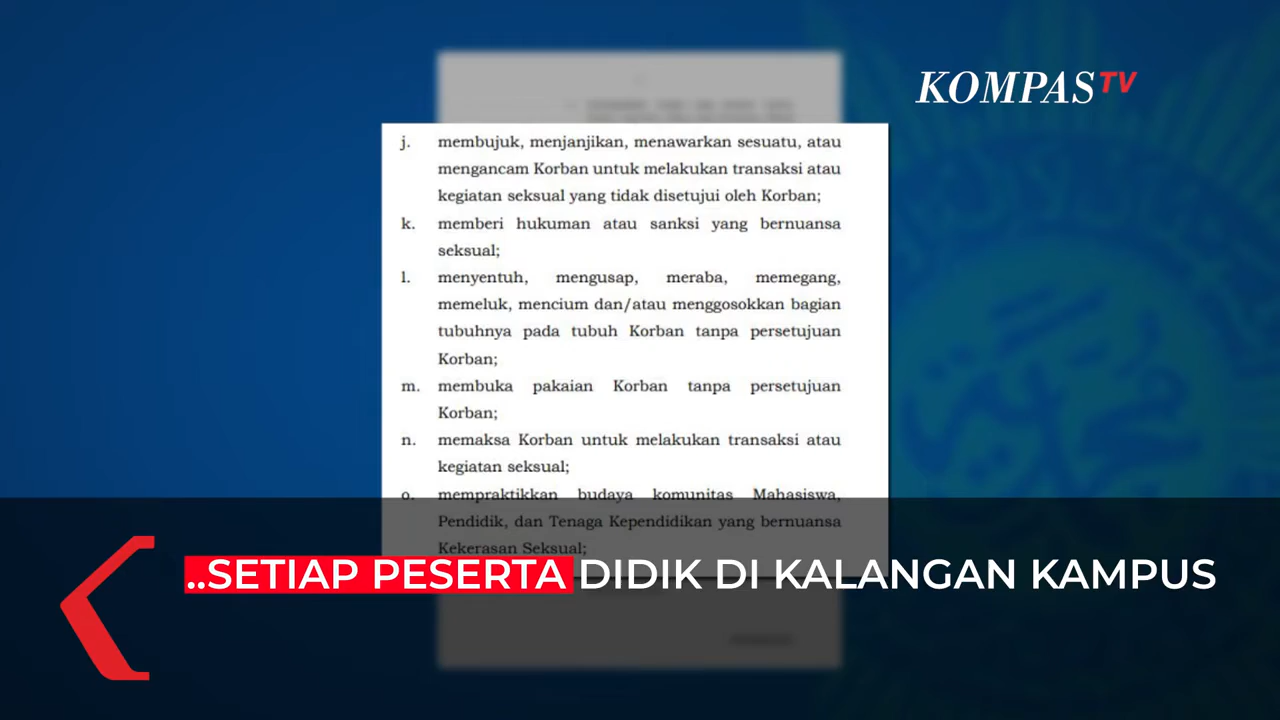 KOMPASTV
j. membujuk, menjanjikan, menawarkan sesuatu, atau
mengancam Korban untuk melakukan transaksi atau
kegiatan seksual yang tidak disetujui oleh Korban;
k. memberi hukuman atau sanksi yang bernuansa
seksual;
l. menyentuh, mengusap, meraba, memegang,
memeluk, mencium dan/atau menggosokkan bagian
tubuhnya pada tubuh Korban tanpa persetujuan
Korban;
m. membuka pakaian Korban tanpa persetujuan
Korban;
n. memaksa Korban untuk melakukan transaksi atau
kegiatan seksual;
o. mempraktikkan budaya komunitas Mahasiswa,
Pendidik, dan Tenaga Kependidikan yang bernuansa
Kekerasan Seksual;
..SETIAP PESERTA DIDIK DI KALANGAN KAMPUS